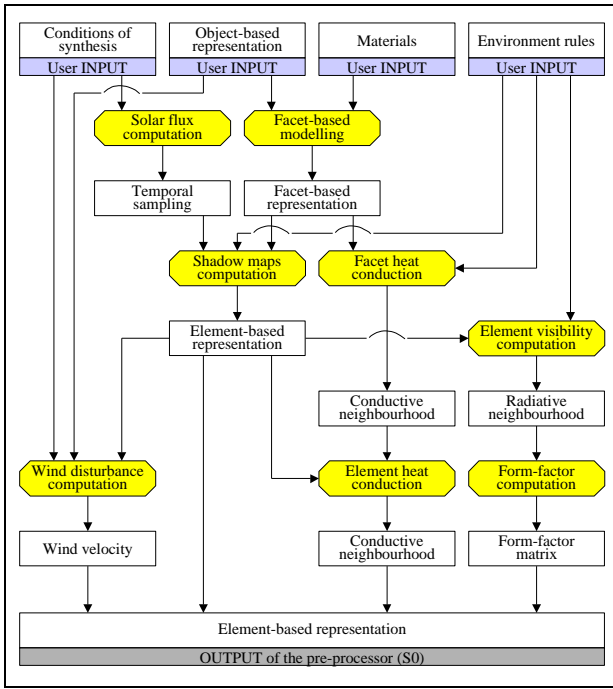 Conditions of
synthesis
User INPUT
Object-based
representation
User INPUT
Materials
User INPUT
Environment rules
User INPUT
Solar flux
computation
Facet-based
modelling
Temporal
sampling
Facet-based
representation
Shadow maps
computation
Facet heat
conduction
Element-based
representation
Element visibility
computation
Conductive
neighbourhood
Radiative
neighbourhood
Wind disturbance
computation
Element heat
conduction
Form-factor
computation
Wind velocity
Conductive
neighbourhood
Form-factor
matrix
Element-based representation
OUTPUT of the pre-processor (S0)